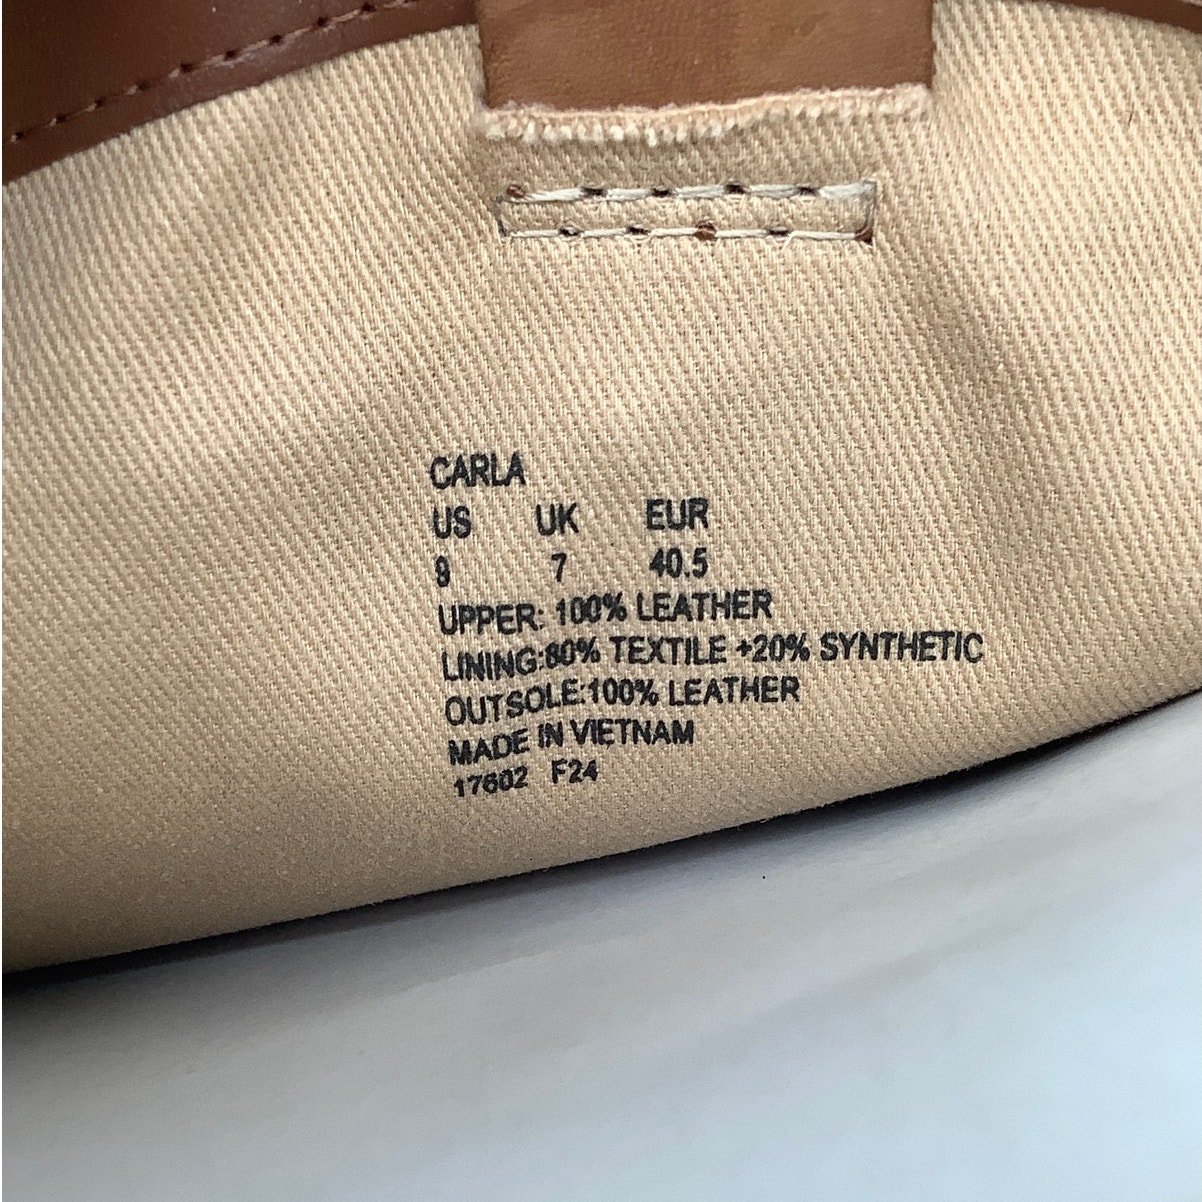 CARLA
US UK EUR
9 7 40.5
UPPER: 100% LEATHER
LINING:80% TEXTILE +20% SYNTHETIC
OUTSOLE:100% LEATHER
MADE IN VIETNAM
17602 F24